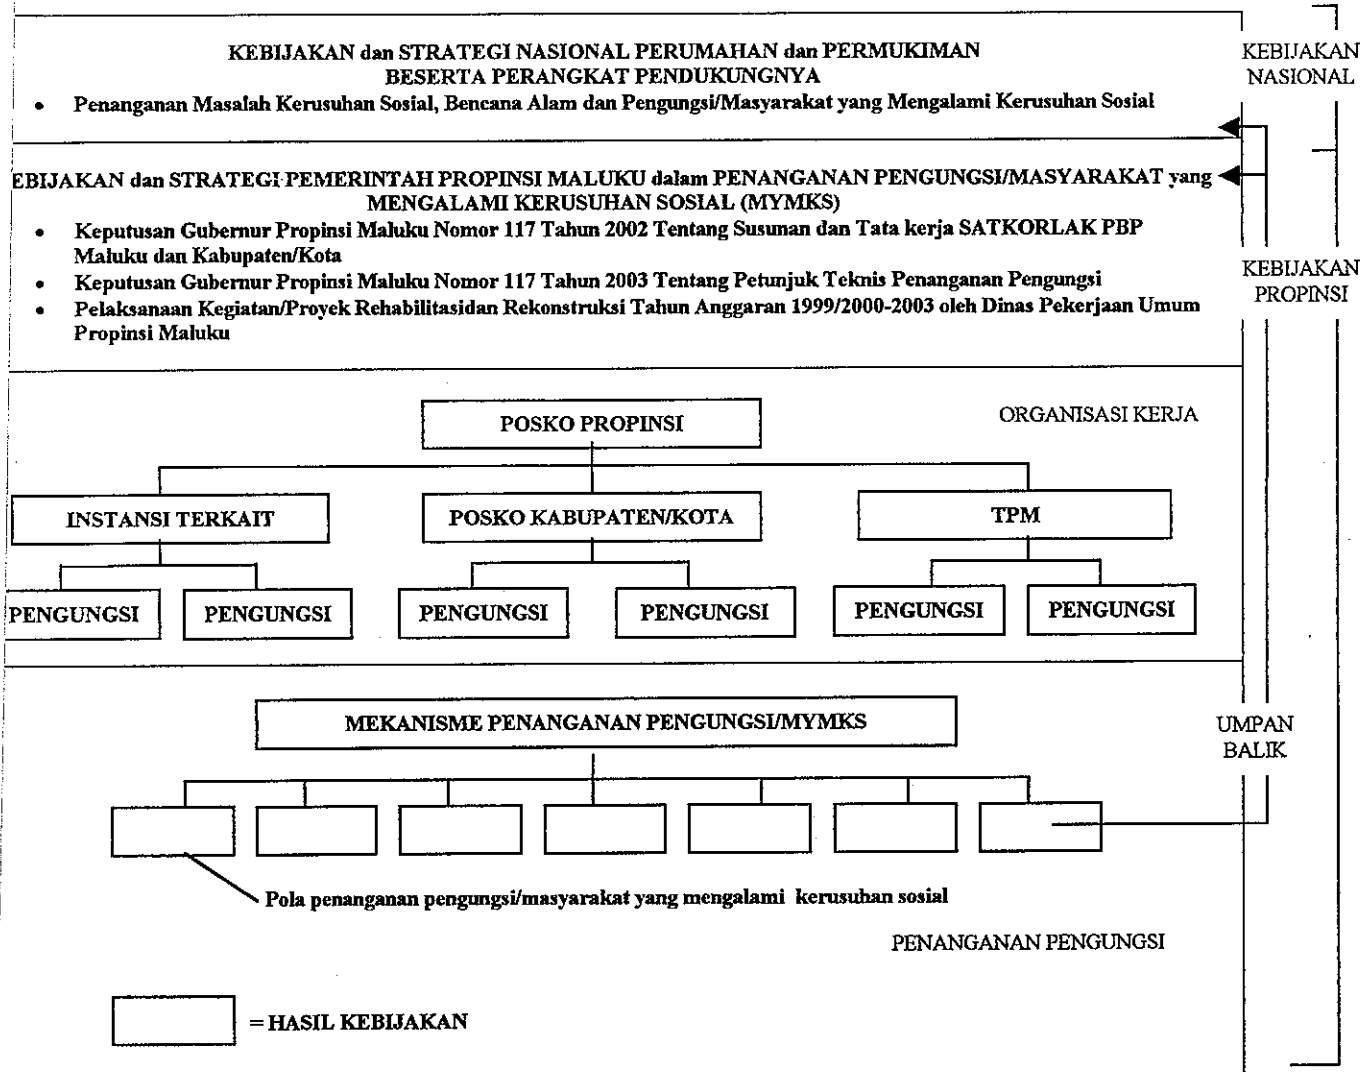 KEBIJAKAN dan STRATEGI NASIONAL PERUMAHAN dan PERMUKIMAN
BESERTA PERANGKAT PENDUKUNGNYA
• Penanganan Masalah Kerusuhan Sosial, Bencana Alam dan Pengungsi/Masyarakat yang Mengalami Kerusuhan Sosial
KEBIJAKAN
NASIONAL
EBIJAKAN dan STRATEGI PEMERINTAH PROPINSI MALUKU dalam PENANGANAN PENGUNGSI/MASYARAKAT yang
MENGALAMI KERUSUHAN SOSIAL (MYMKS)
• Keputusan Gubernur Propinsi Maluku Nomor 117 Tahun 2002 Tentang Susunan dan Tata kerja SATKORLAK PBP
Maluku dan Kabupaten/Kota
• Keputusan Gubernur Propinsi Maluku Nomor 117 Tahun 2003 Tentang Petunjuk Teknis Penanganan Pengungsi
• Pelaksanaan Kegiatan/Proyek Rehabilitasidan Rekonstruksi Tahun Anggaran 1999/2000-2003 oleh Dinas Pekerjaan Umum
Propinsi Maluku
KEBIJAKAN
PROPINSI
ORGANISASI KERJA
POSKO PROPINSI
INSTANSI TERKAIT
POSKO KABUPATEN/KOTA
TPM
PENGUNGSI
PENGUNGSI
PENGUNGSI
PENGUNGSI
PENGUNGSI
PENGUNGSI
MEKANISME PENANGANAN PENGUNGSI/MYMKS
UMPAN
BALIK
Pola penanganan pengungsi/masyarakat yang mengalami kerusuhan sosial
PENANGANAN PENGUNGSI
= HASIL KEBIJAKAN